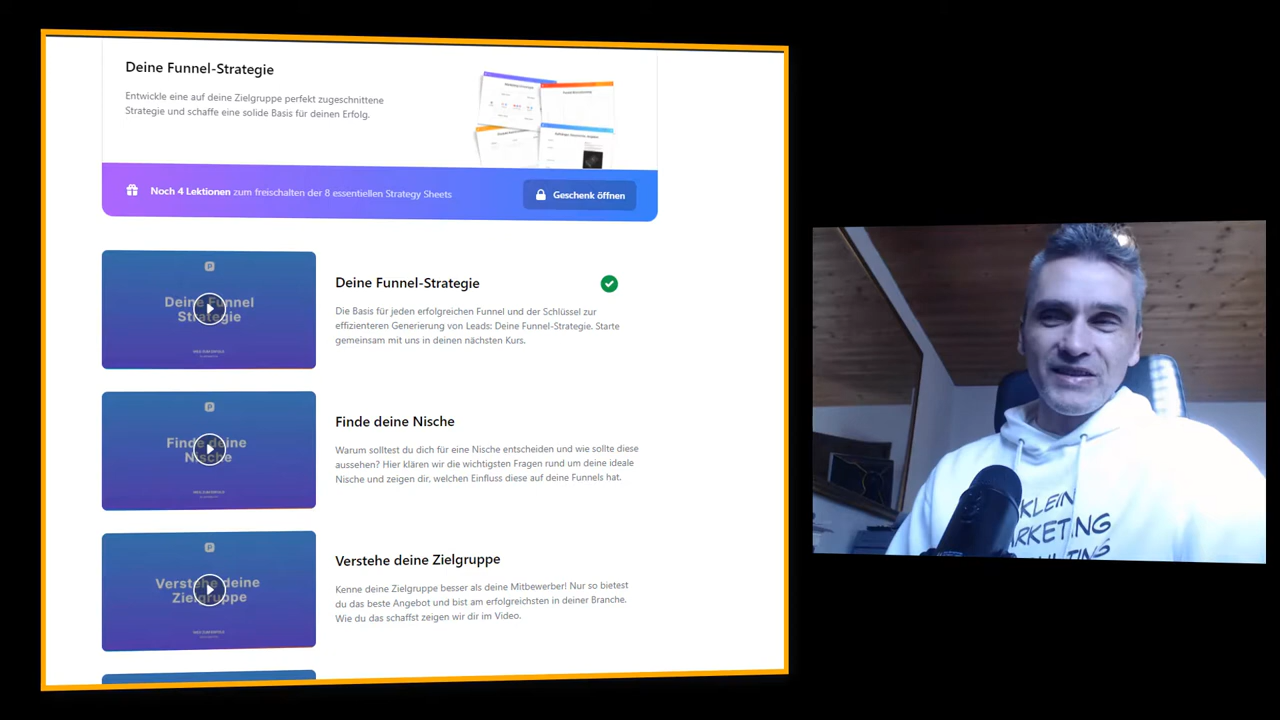 Deine Funnel-Strategie
Entwickle eine auf deine Zielgruppe perfekt zugeschnittene
Strategie und schaffe eine solide Basis für deinen Erfolg.
Noch 4 Lektionen zum freischalten der 8 essentiellen Strategy Sheets
Geschenk öffnen
P
Deine Funnel
Strategie
Deine Funnel-Strategie
Die Basis für jeden erfolgreichen Funnel und der Schlüssel zur
effizienteren Generierung von Leads: Deine Funnel-Strategie. Starte
gemeinsam mit uns in deinen nächsten Kurs.
P
Finde deine
Nische
Finde deine Nische
Warum solltest du dich für eine Nische entscheiden und wie sollte diese
aussehen? Hier klären wir die wichtigsten Fragen rund um deine ideale
Nische und zeigen dir, welchen Einfluss diese auf deine Funnels hat.
P
Verstehe deine
Zielgruppe
Verstehe deine Zielgruppe
Kenne deine Zielgruppe besser als deine Mitbewerber! Nur so bietest
du das beste Angebot und bist am erfolgreichsten in deiner Branche.
Wie du das schaffst zeigen wir dir im Video.
KLEIN
ARKETING